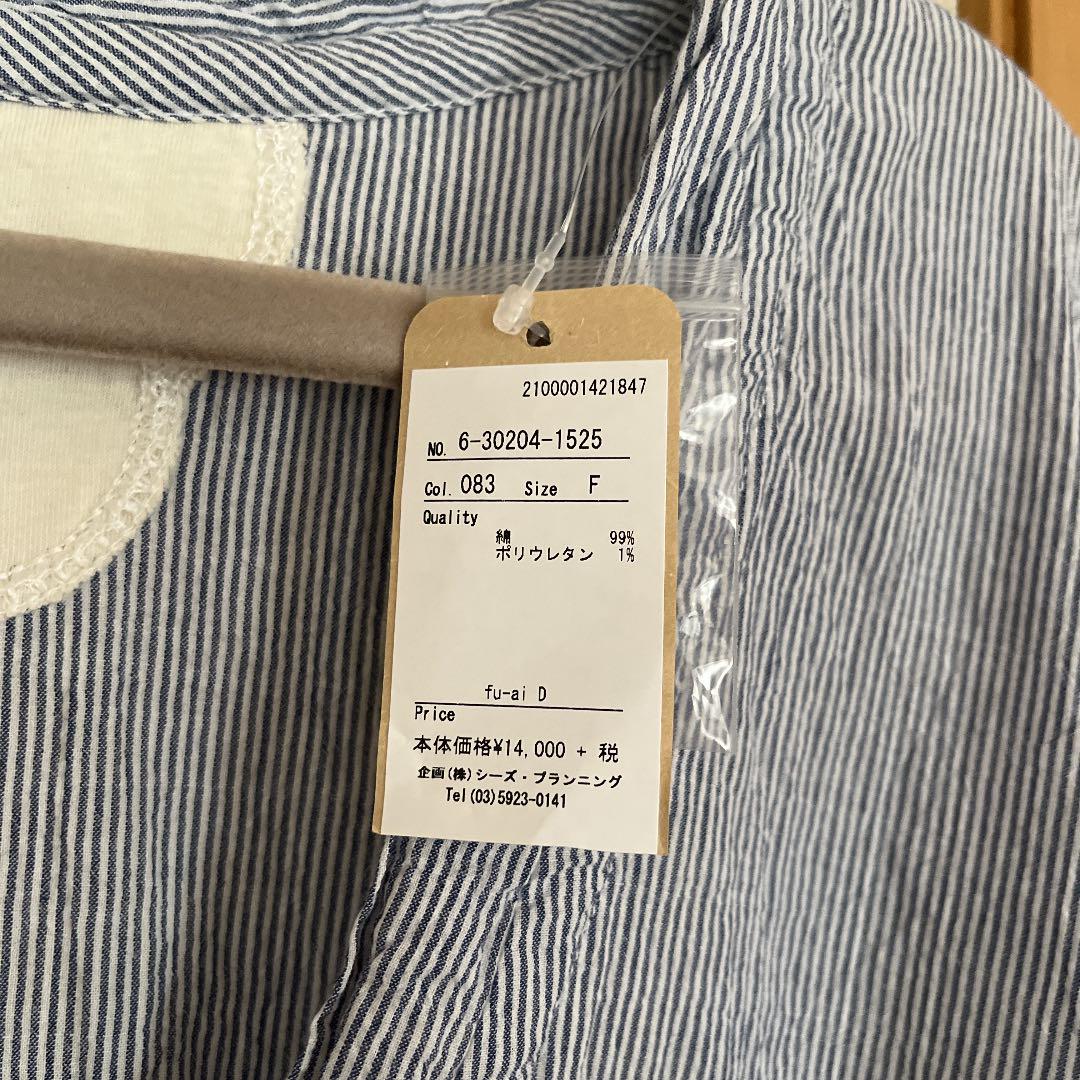 2100001421847
NO. 6-30204-1525
Col. 083 Size F
Quality
綿 99%
ポリウレタン 1%
fu-ai D
Price
本体価格¥14,000 + 税
企画(株)シーズ・プランニング
Tel(03)5923-0141